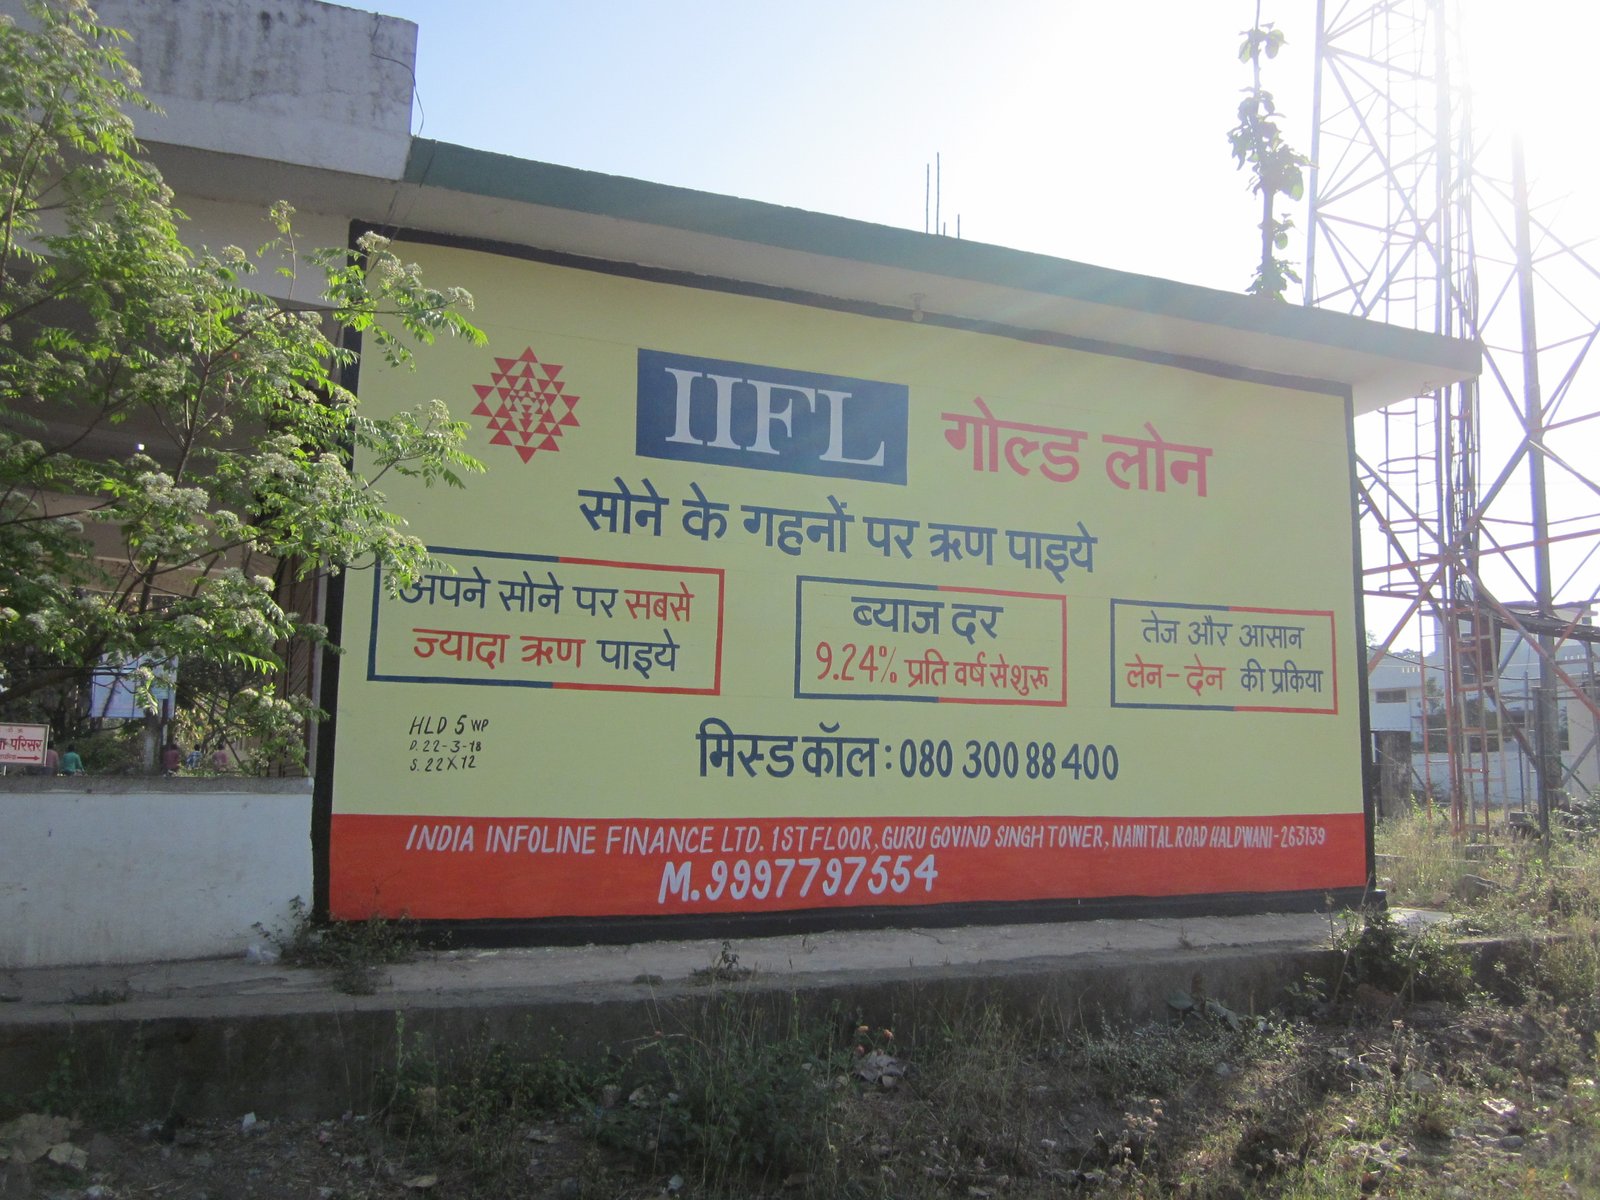 IIFL गोल्ड लोन
सोने के गहनों पर ऋण पाइये
अपने सोने पर सबसे
ज्यादा ऋण पाइये
ब्याज दर
9.24% प्रति वर्ष से शुरू
तेज और आसान
लेन-देन की प्रकिया
HLD 5 WP
D. 22-3-18
S. 22X12
मिस्ड कॉल : 080 300 88 400
INDIA INFOLINE FINANCE LTD. 1ST FLOOR, GURU GOVIND SINGH TOWER, NAINITAL ROAD HALDWANI-263139
M. 9997797554
परिसर